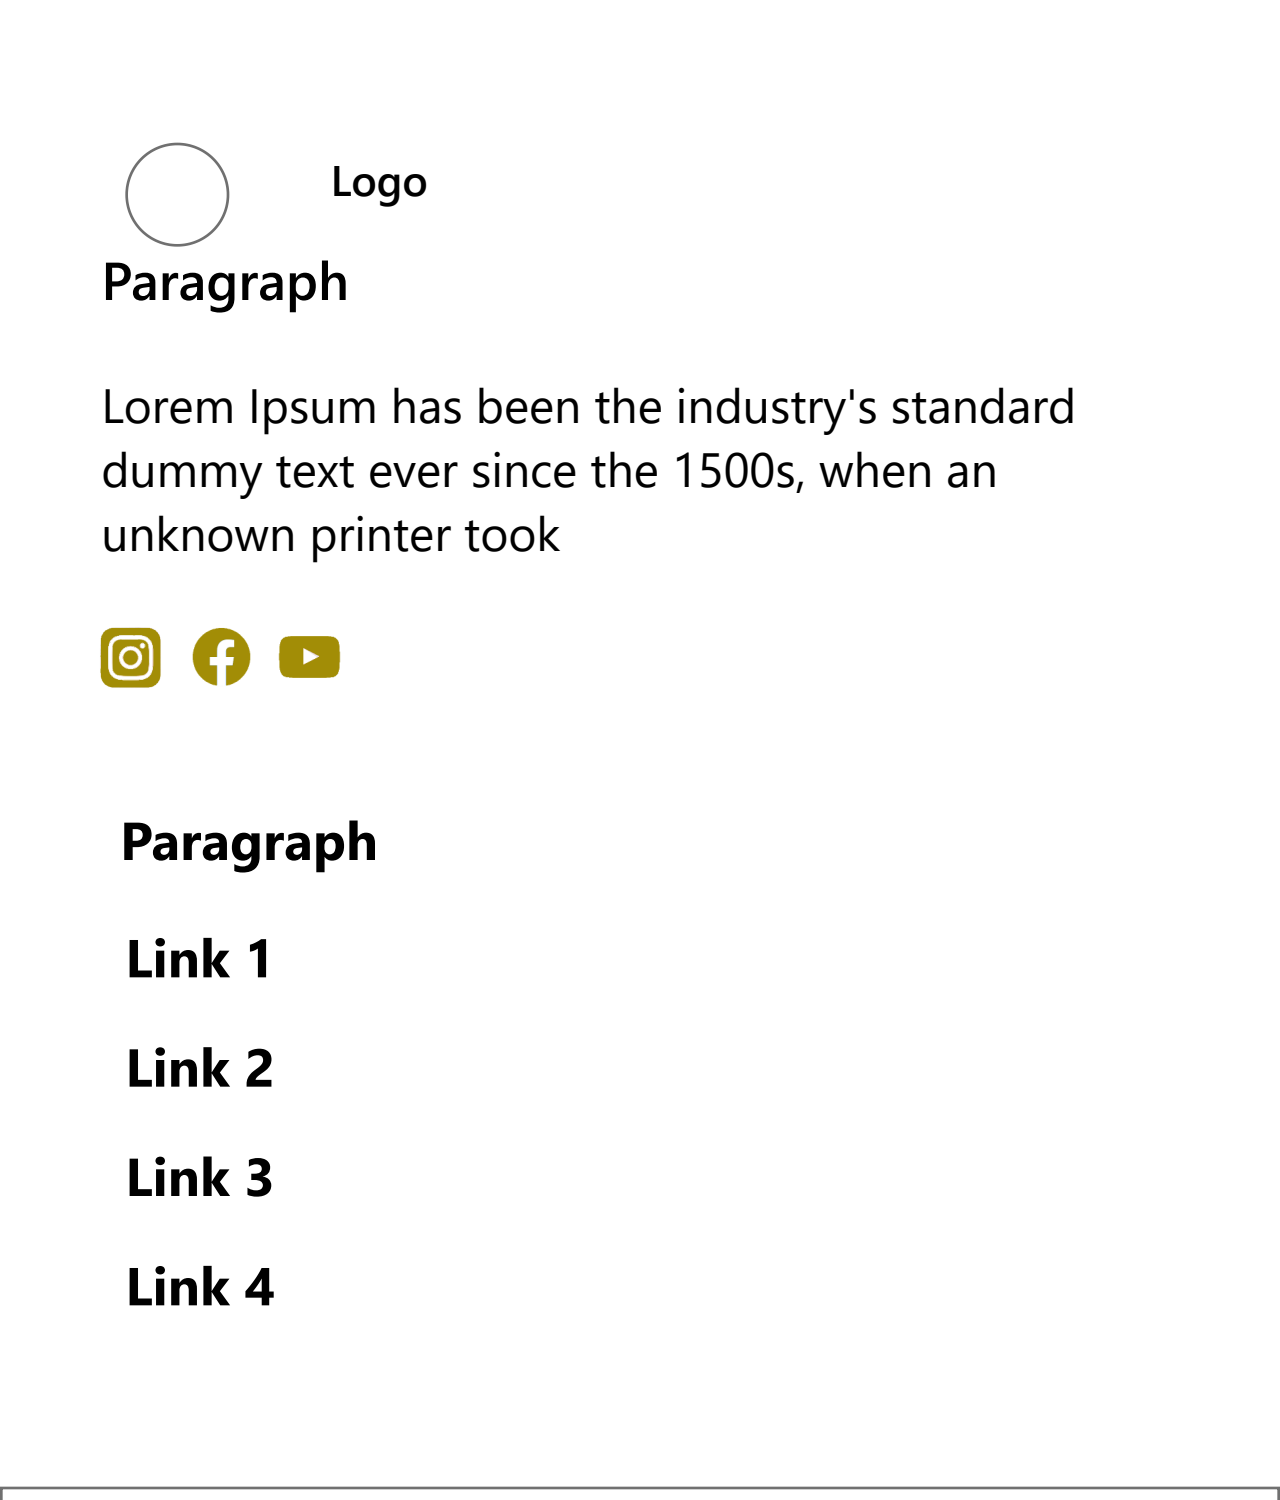 Logo
Paragraph
Lorem Ipsum has been the industry's standard
dummy text ever since the 1500s, when an
unknown printer took
Paragraph
Link 1
Link 2
Link 3
Link 4